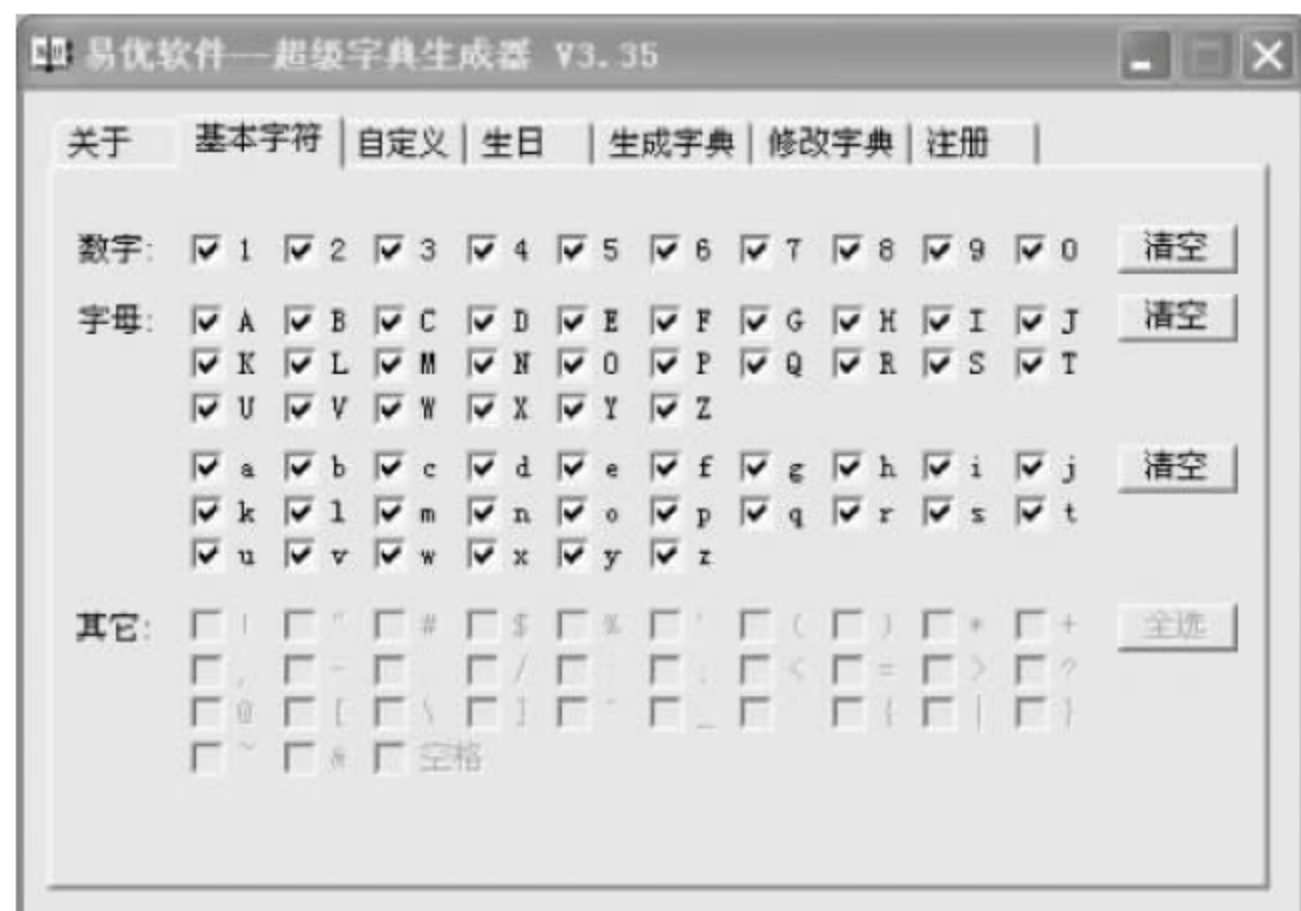 易优软件——超级字典生成器 V3.35
关于 基本字符 自定义 生日 生成字典 修改字典 注册
数字: 1 2 3 4 5 6 7 8 9 0 清空
字母: A B C D E F G H I J 清空
K L M N O P Q R S T
U V W X Y Z
a b c d e f g h i j 清空
k l m n o p q r s t
u v w x y z
其它: ! " # $ % ' ( ) * + 全选
, - / : ; < = > ?
@ [ \ ] _ { | }
~ & 空格